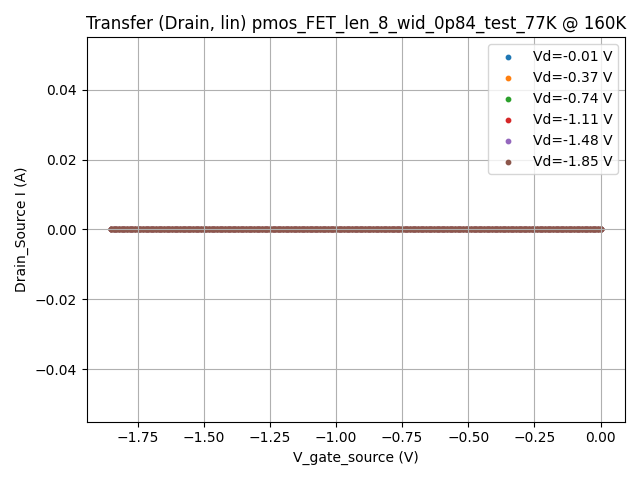 Transfer (Drain, lin) pmos_FET_len_8_wid_0p84_test_77K @ 160K
Vd=-0.01 V
Vd=-0.37 V
Vd=-0.74 V
Vd=-1.11 V
Vd=-1.48 V
Vd=-1.85 V
Drain_Source I (A)
0.04
0.02
0.00
−0.02
−0.04
−1.75 −1.50 −1.25 −1.00 −0.75 −0.50 −0.25 0.00
V_gate_source (V)